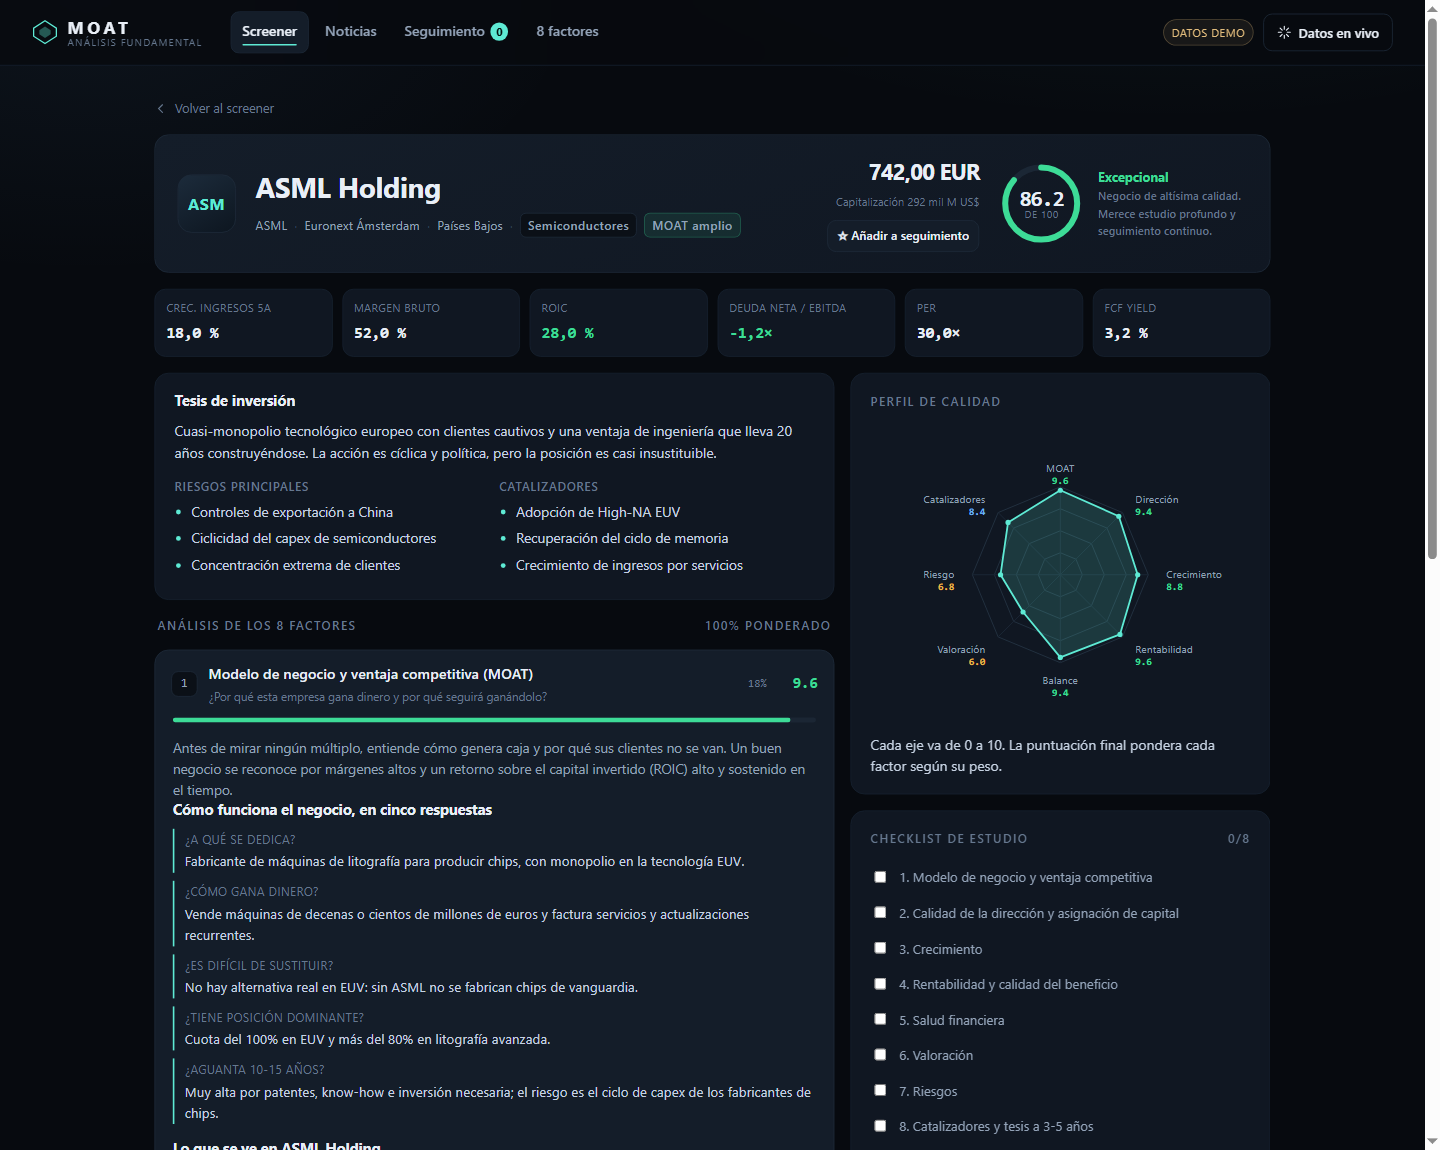 MOAT
ANÁLISIS FUNDAMENTAL
Screener
Noticias
Seguimiento 0
8 factores
DATOS DEMO
Datos en vivo
Volver al screener
ASM
ASML Holding
ASML · Euronext Ámsterdam · Países Bajos · Semiconductores MOAT amplio
742,00 EUR
Capitalización 292 mil M US$
☆ Añadir a seguimiento
86.2
DE 100
Excepcional
Negocio de altísima calidad.
Merece estudio profundo y
seguimiento continuo.
CREC. INGRESOS 5A
18,0 %
MARGEN BRUTO
52,0 %
ROIC
28,0 %
DEUDA NETA / EBITDA
-1,2×
PER
30,0×
FCF YIELD
3,2 %
Tesis de inversión
Cuasi-monopolio tecnológico europeo con clientes cautivos y una ventaja de ingeniería que lleva 20
años construyéndose. La acción es cíclica y política, pero la posición es casi insustituible.
RIESGOS PRINCIPALES
• Controles de exportación a China
• Ciclicidad del capex de semiconductores
• Concentración extrema de clientes
CATALIZADORES
• Adopción de High-NA EUV
• Recuperación del ciclo de memoria
• Crecimiento de ingresos por servicios
ANÁLISIS DE LOS 8 FACTORES
100% PONDERADO
1
Modelo de negocio y ventaja competitiva (MOAT)
¿Por qué esta empresa gana dinero y por qué seguirá ganándolo?
18%
9.6
Antes de mirar ningún múltiplo, entiende cómo genera caja y por qué sus clientes no se van. Un buen
negocio se reconoce por márgenes altos y un retorno sobre el capital invertido (ROIC) alto y sostenido en
el tiempo.
Cómo funciona el negocio, en cinco respuestas
¿A QUÉ SE DEDICA?
Fabricante de máquinas de litografía para producir chips, con monopolio en la tecnología EUV.
¿CÓMO GANA DINERO?
Vende máquinas de decenas o cientos de millones de euros y factura servicios y actualizaciones
recurrentes.
¿ES DIFÍCIL DE SUSTITUIR?
No hay alternativa real en EUV: sin ASML no se fabrican chips de vanguardia.
¿TIENE POSICIÓN DOMINANTE?
Cuota del 100% en EUV y más del 80% en litografía avanzada.
¿AGUANTA 10-15 AÑOS?
Muy alta por patentes, know-how e inversión necesaria; el riesgo es el ciclo de capex de los fabricantes de
chips.
Lo que se ve en ASML Holding
PERFIL DE CALIDAD
MOAT
9.6
Dirección
9.4
Crecimiento
8.8
Rentabilidad
9.6
Balance
9.4
Valoración
6.0
Riesgo
6.8
Catalizadores
8.4
Cada eje va de 0 a 10. La puntuación final pondera cada
factor según su peso.
CHECKLIST DE ESTUDIO
0/8
1. Modelo de negocio y ventaja competitiva
2. Calidad de la dirección y asignación de capital
3. Crecimiento
4. Rentabilidad y calidad del beneficio
5. Salud financiera
6. Valoración
7. Riesgos
8. Catalizadores y tesis a 3-5 años